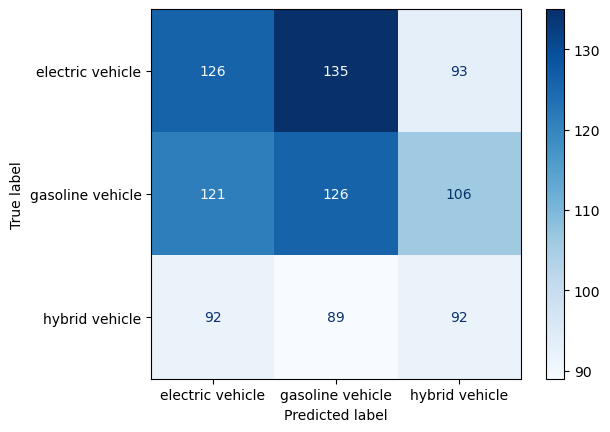 electric vehicle 126 135 93
gasoline vehicle 121 126 106
hybrid vehicle 92 89 92
electric vehicle gasoline vehicle hybrid vehicle
Predicted label
True label
130
120
110
100
90